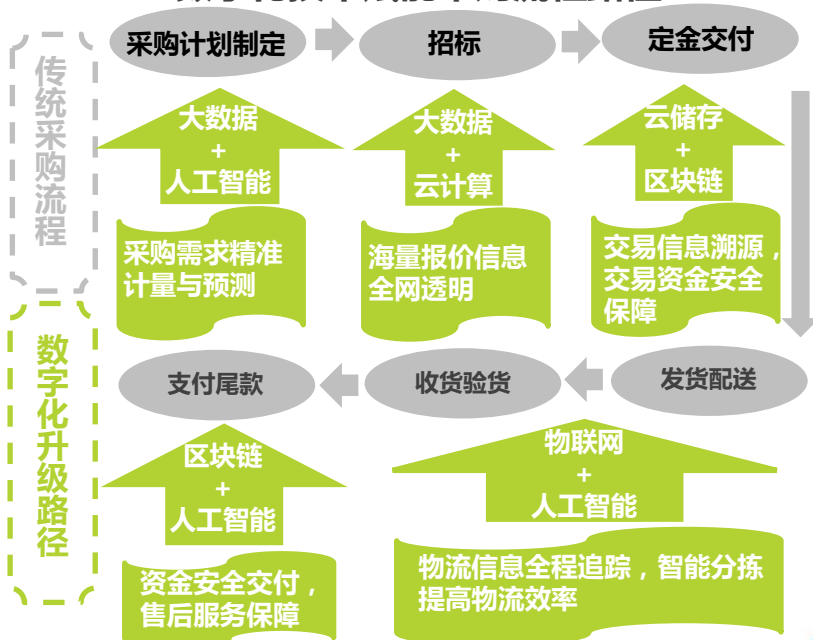 传统采购流程
采购计划制定
招标
定金交付
大数据
+
人工智能
大数据
+
云计算
云储存
+
区块链
采购需求精准
计量与预测
海量报价信息
全网透明
交易信息溯源，
交易资金安全
保障
数字化升级路径
支付尾款
收货验货
发货配送
区块链
+
人工智能
物联网
+
人工智能
资金安全交付，
售后服务保障
物流信息全程追踪，智能分拣
提高物流效率